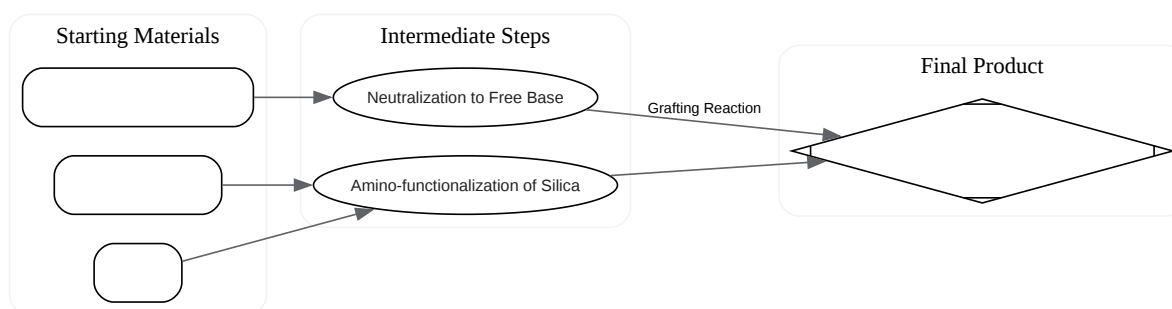 Starting Materials
Intermediate Steps
Final Product
Neutralization to Free Base
Grafting Reaction
Amino-functionalization of Silica